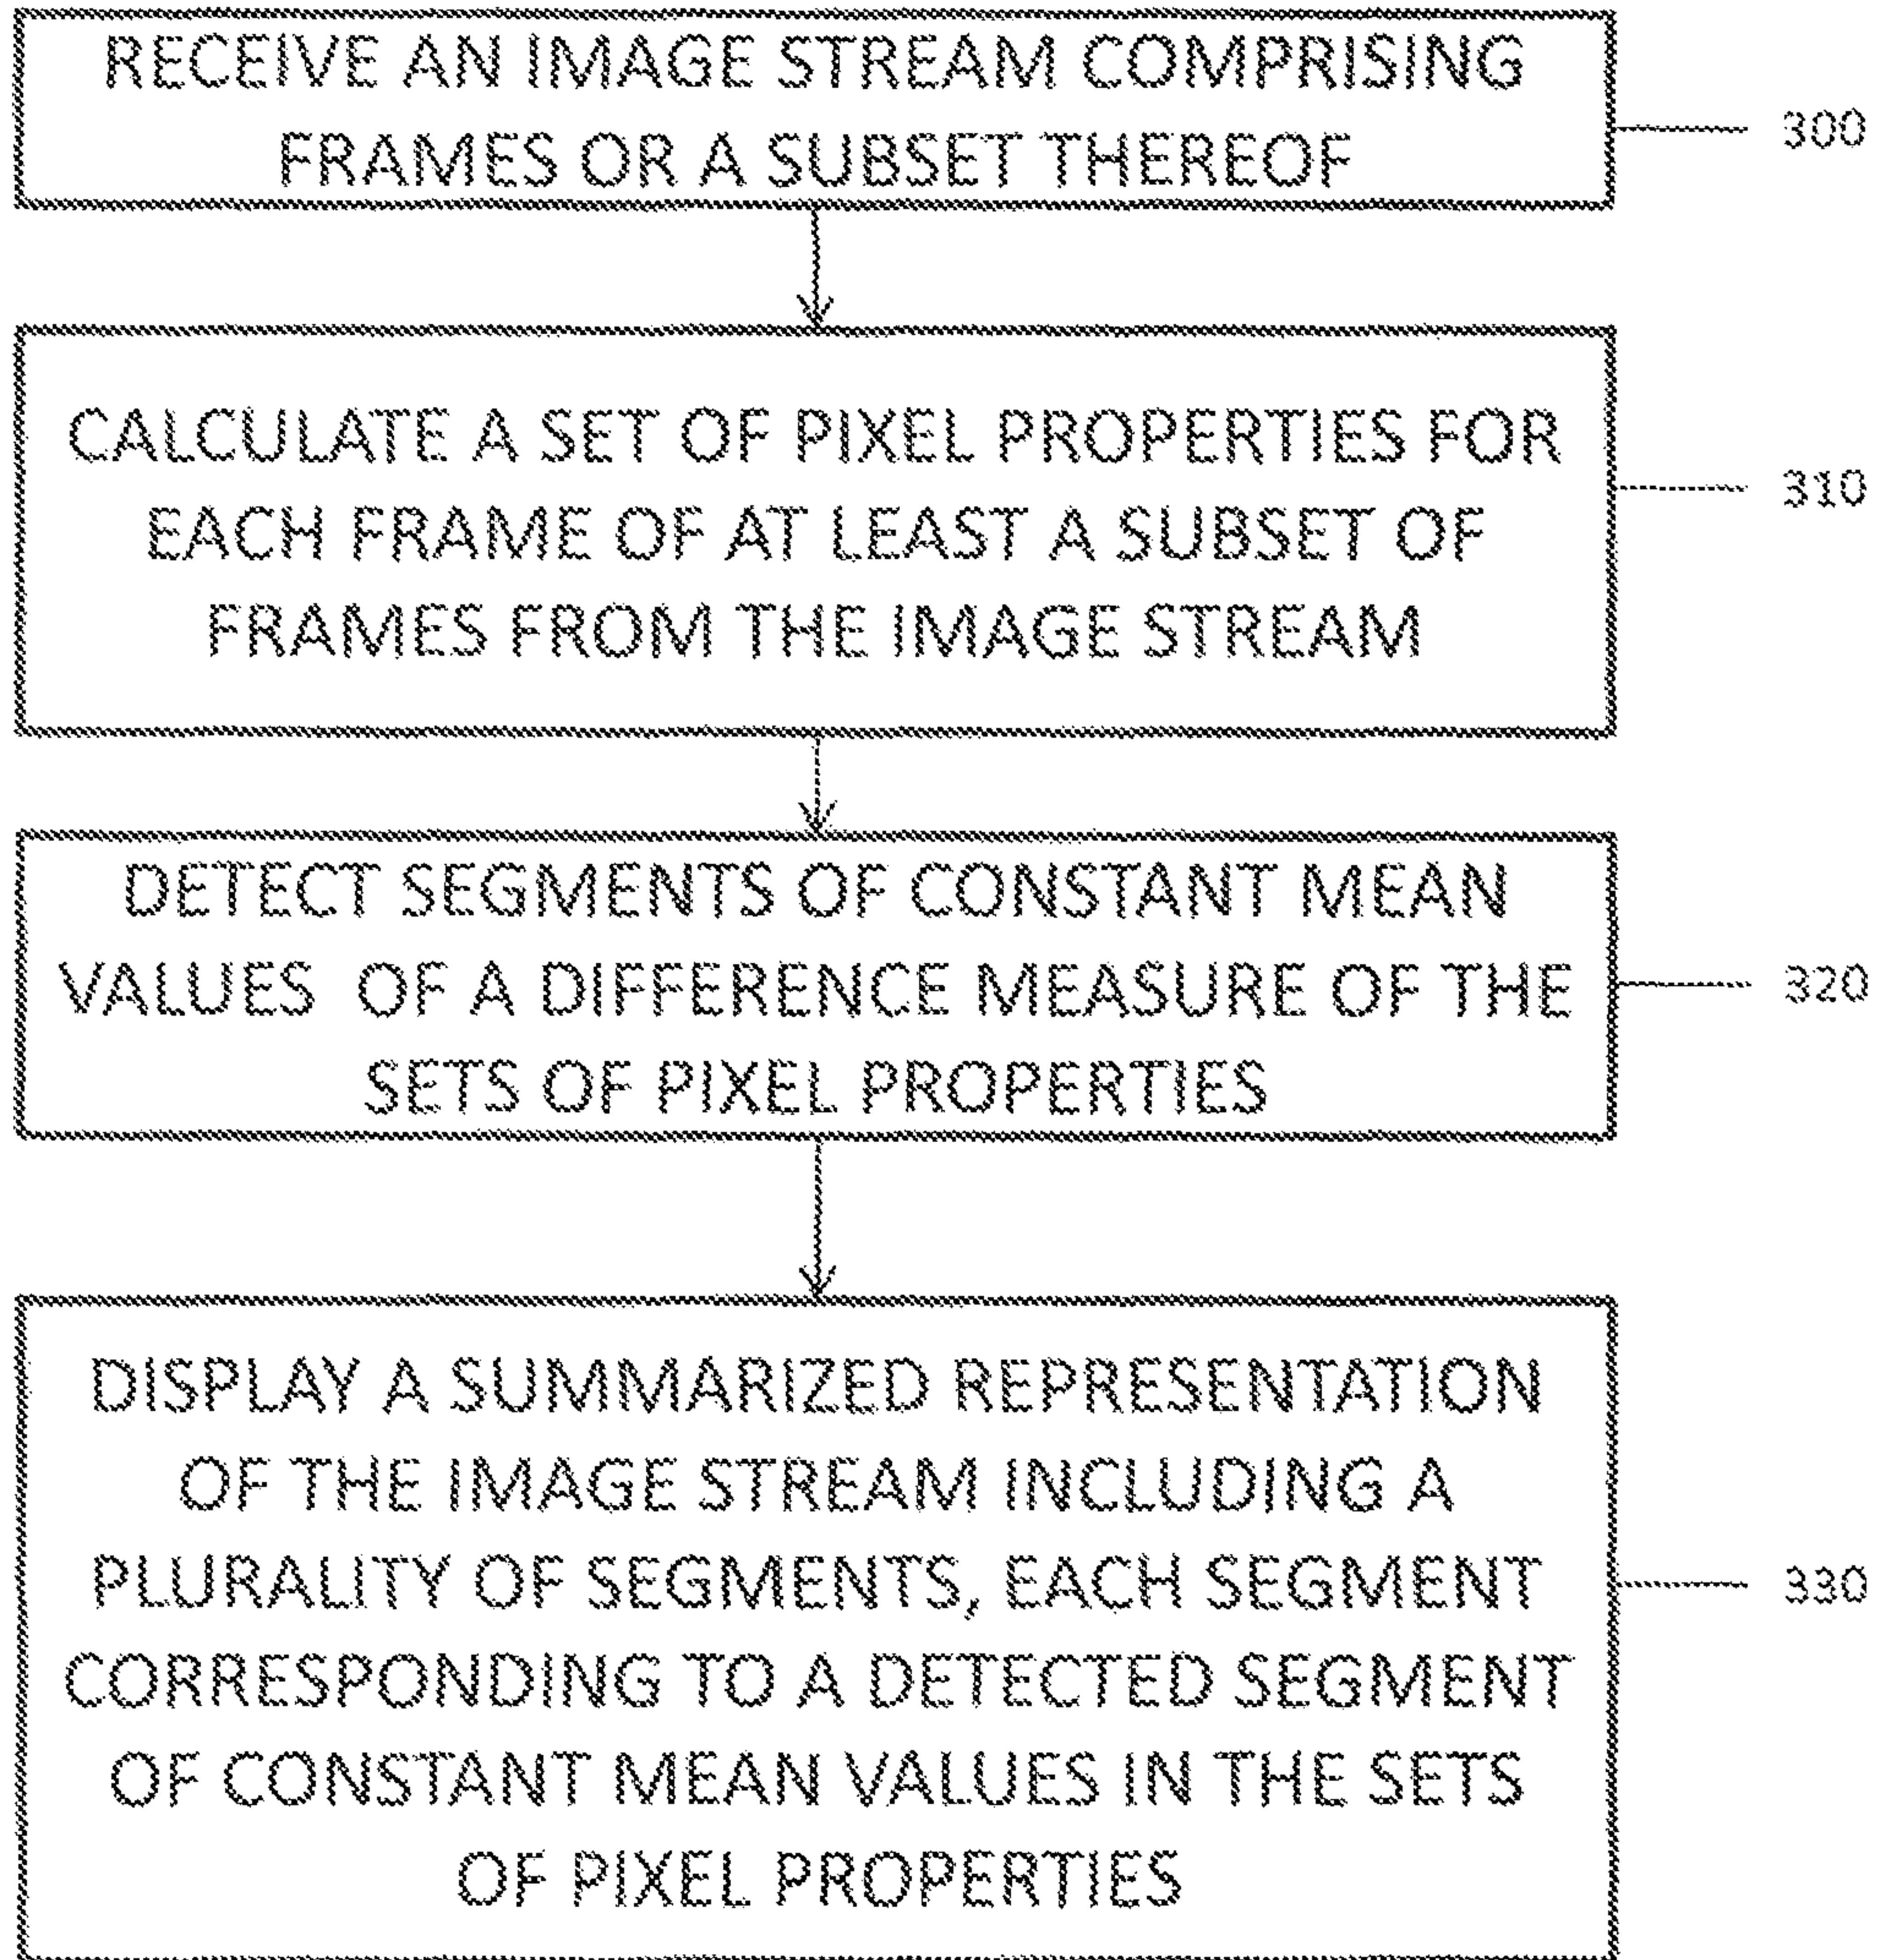 RECEIVE AN IMAGE STREAM COMPRISING
FRAMES OR A SUBSET THEREOF
300
CALCULATE A SET OF PIXEL PROPERTIES FOR
EACH FRAME OF AT LEAST A SUBSET OF
FRAMES FROM THE IMAGE STREAM
310
DETECT SEGMENTS OF CONSTANT MEAN
VALUES OF A DIFFERENCE MEASURE OF THE
SETS OF PIXEL PROPERTIES
320
DISPLAY A SUMMARIZED REPRESENTATION
OF THE IMAGE STREAM INCLUDING A
PLURALITY OF SEGMENTS, EACH SEGMENT
CORRESPONDING TO A DETECTED SEGMENT
OF CONSTANT MEAN VALUES IN THE SETS
OF PIXEL PROPERTIES
330